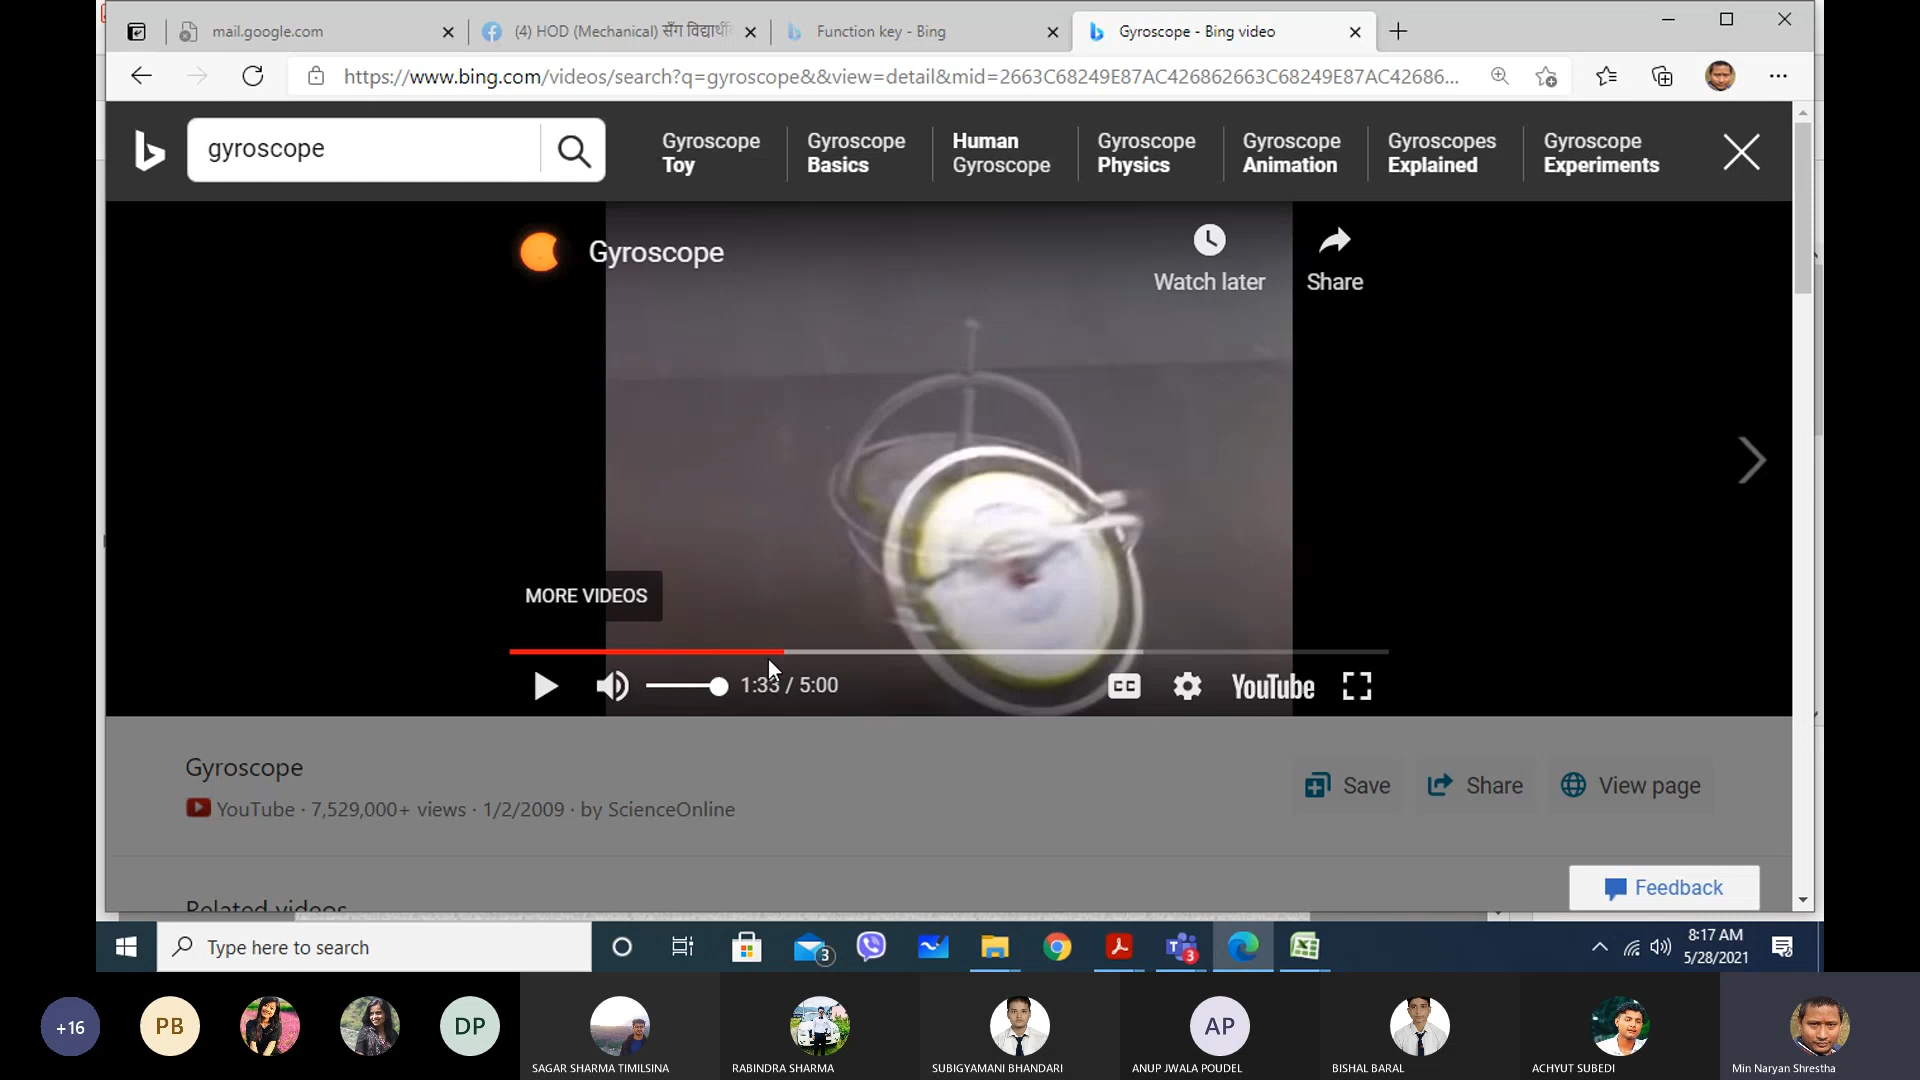 mail.google.com
(4) HOD (Mechanical) सँग विद्यार्थी
Function key - Bing
Gyroscope - Bing video
https://www.bing.com/videos/search?q=gyroscope&&view=detail&mid=2663C68249E87AC426862663C68249E87AC42686...
gyroscope
Gyroscope
Toy
Gyroscope
Basics
Human
Gyroscope
Gyroscope
Physics
Gyroscope
Animation
Gyroscopes
Explained
Gyroscope
Experiments
Gyroscope
Watch later
Share
MORE VIDEOS
1:33 / 5:00
CC
YouTube
Gyroscope
YouTube · 7,529,000+ views · 1/2/2009 · by ScienceOnline
Save
Share
View page
Related videos
Feedback
Type here to search
3
3
8:17 AM
5/28/2021
+16
PB
DP
SAGAR SHARMA TIMILSINA
RABINDRA SHARMA
SUBIGYAMANI BHANDARI
AP
ANUP JWALA POUDEL
BISHAL BARAL
ACHYUT SUBEDI
Min Naryan Shrestha